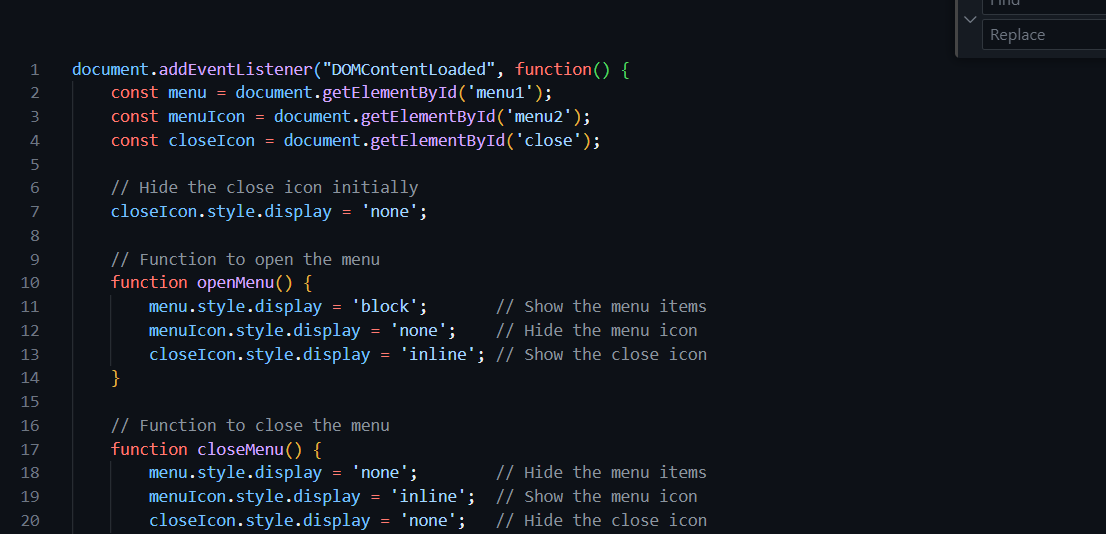 Find
Replace
1 document.addEventListener("DOMContentLoaded", function() {
2 const menu = document.getElementById('menu1');
3 const menuIcon = document.getElementById('menu2');
4 const closeIcon = document.getElementById('close');
5
6 // Hide the close icon initially
7 closeIcon.style.display = 'none';
8
9 // Function to open the menu
10 function openMenu() {
11 menu.style.display = 'block'; // Show the menu items
12 menuIcon.style.display = 'none'; // Hide the menu icon
13 closeIcon.style.display = 'inline'; // Show the close icon
14 }
15
16 // Function to close the menu
17 function closeMenu() {
18 menu.style.display = 'none'; // Hide the menu items
19 menuIcon.style.display = 'inline'; // Show the menu icon
20 closeIcon.style.display = 'none'; // Hide the close icon